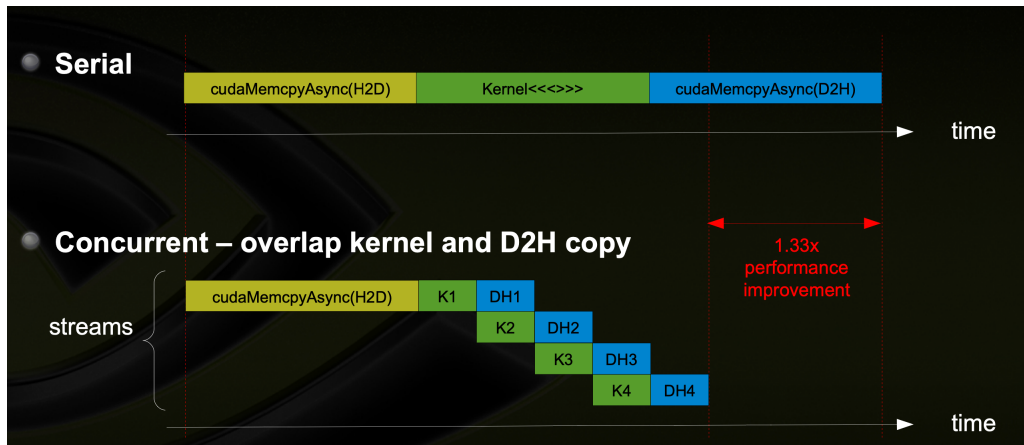 Serial
cudaMemcpyAsync(H2D) Kernel<<<>>> cudaMemcpyAsync(D2H)
time
Concurrent – overlap kernel and D2H copy
1.33x
performance
improvement
streams
cudaMemcpyAsync(H2D) K1 DH1
K2 DH2
K3 DH3
K4 DH4
time